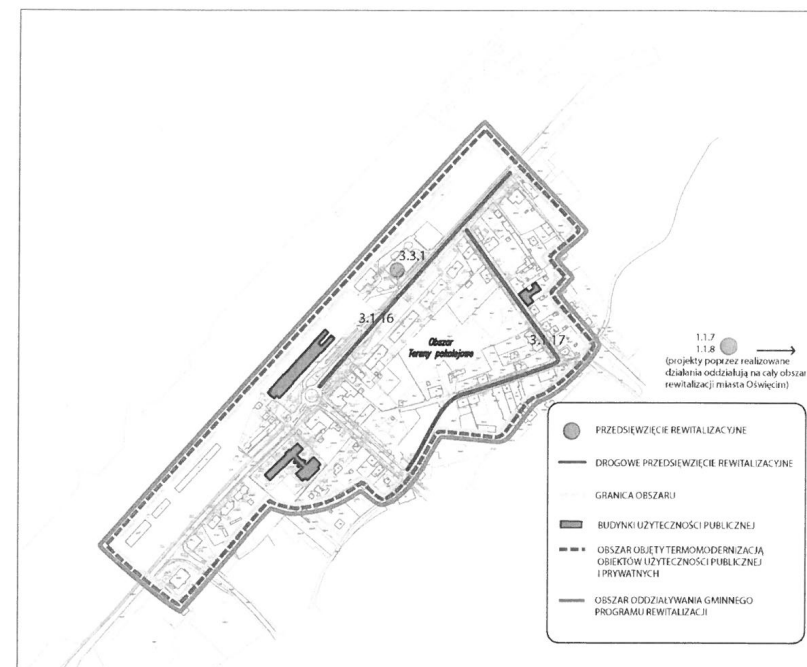 3.3.1
3.1.16
Obszar
Tereny pokolejowe
3.1.17
1.1.7
1.1.8
(projekty poprzez realizowane
działania oddziałują na cały obszar
rewitalizacji miasta Oświęcim)
PRZEDSIĘWZIĘCIE REWITALIZACYJNE
DROGOWE PRZEDSIĘWZIĘCIE REWITALIZACYJNE
GRANICA OBSZARU
BUDYNKI UŻYTECZNOŚCI PUBLICZNEJ
OBSZAR OBJĘTY TERMOMODERNIZACJĄ
OBIEKTÓW UŻYTECZNOŚCI PUBLICZNEJ
I PRYWATNYCH
OBSZAR ODDZIAŁYWANIA GMINNEGO
PROGRAMU REWITALIZACJI